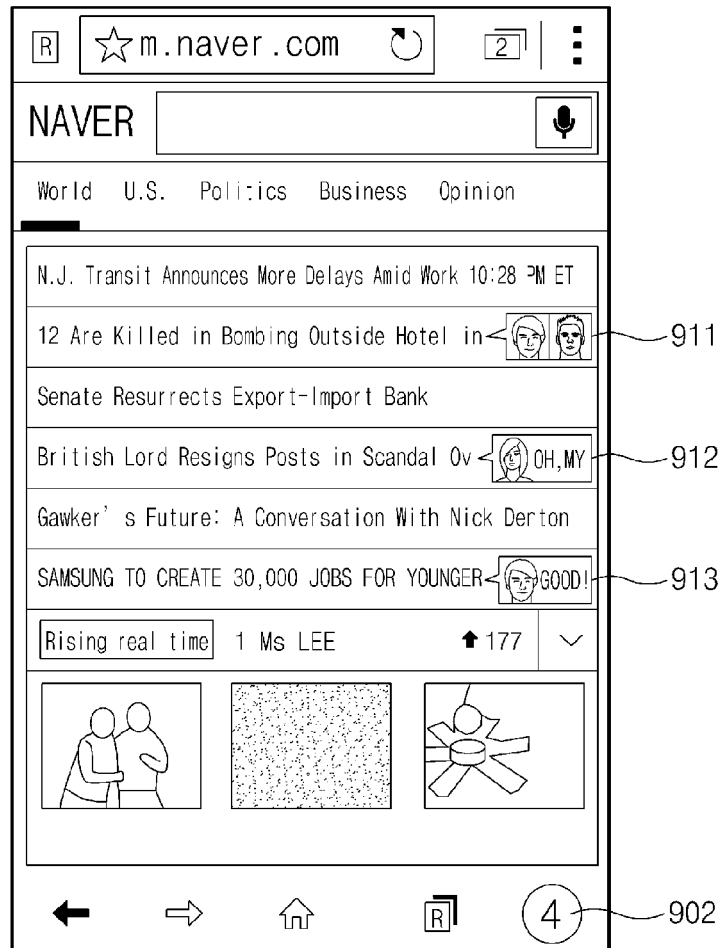 R m.naver.com 2
NAVER
World U.S. Politics Business Opinion
N.J. Transit Announces More Delays Amid Work 10:28 PM ET
12 Are Killed in Bombing Outside Hotel in 911
Senate Resurrects Export-Import Bank
British Lord Resigns Posts in Scandal Ov OH,MY 912
Gawker's Future: A Conversation With Nick Denton
SAMSUNG TO CREATE 30,000 JOBS FOR YOUNGER GOOD! 913
Rising real time 1 Ms LEE 177
R 4 902